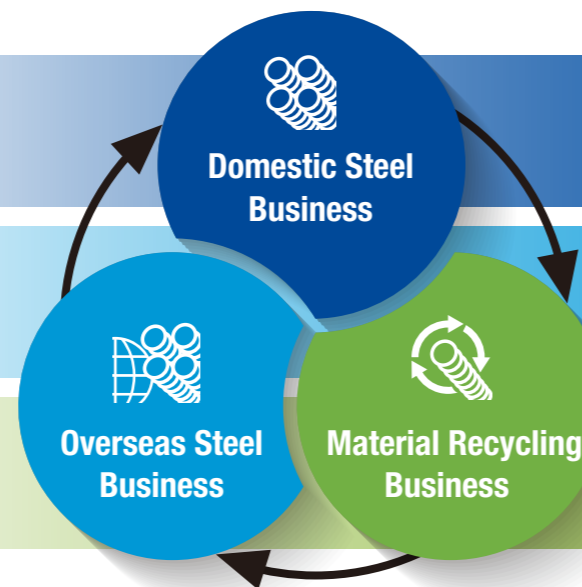 Domestic Steel
Business
Overseas Steel
Business
Material Recycling
Business